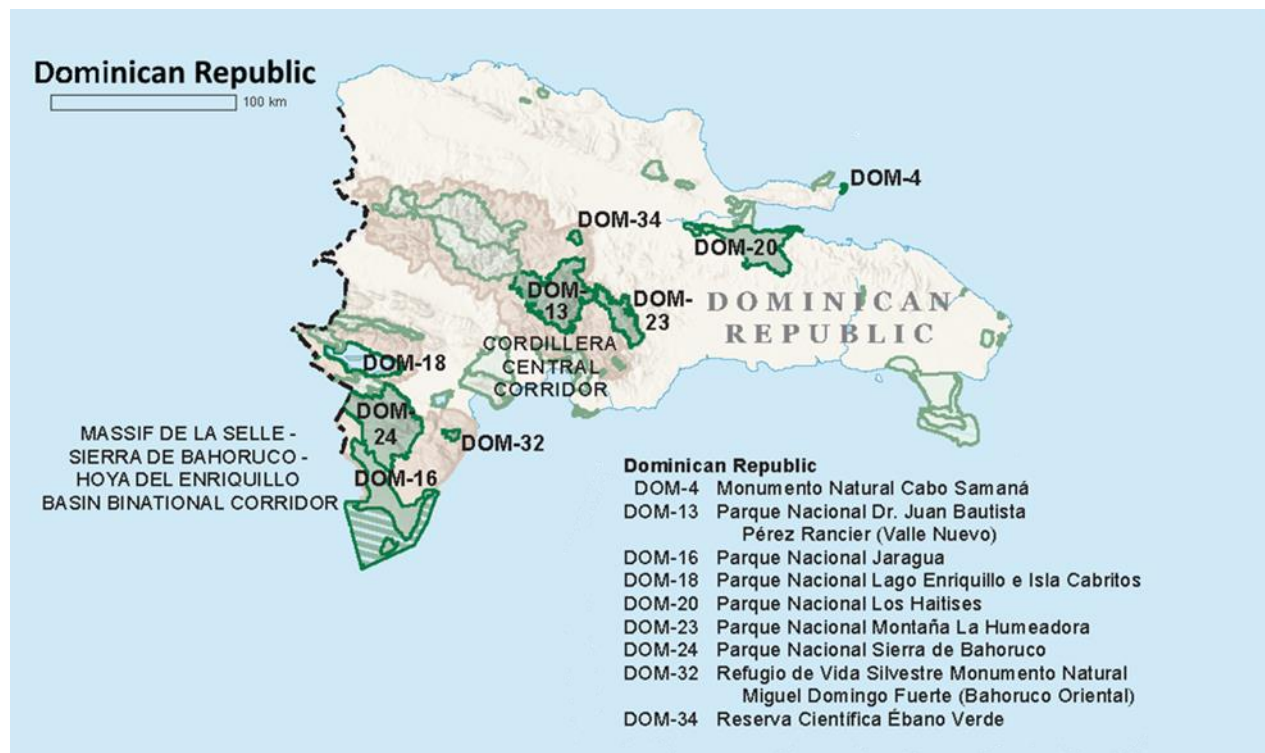 Dominican Republic
100 km
DOM-4
DOM-34
DOM-20
DOM-
13
DOM-
23
DOMINICAN
REPUBLIC
CORDILLERA
CENTRAL
CORRIDOR
DOM-18
DOM-
24
DOM-32
MASSIF DE LA SELLE -
SIERRA DE BAHORUCO -
HOYA DEL ENRIQUILLO
BASIN BINATIONAL CORRIDOR
DOM-16
Dominican Republic
DOM-4 Monumento Natural Cabo Samaná
DOM-13 Parque Nacional Dr. Juan Bautista
Pérez Rancier (Valle Nuevo)
DOM-16 Parque Nacional Jaragua
DOM-18 Parque Nacional Lago Enriquillo e Isla Cabritos
DOM-20 Parque Nacional Los Haitises
DOM-23 Parque Nacional Montaña La Humeadora
DOM-24 Parque Nacional Sierra de Bahoruco
DOM-32 Refugio de Vida Silvestre Monumento Natural
Miguel Domingo Fuerte (Bahoruco Oriental)
DOM-34 Reserva Científica Ébano Verde